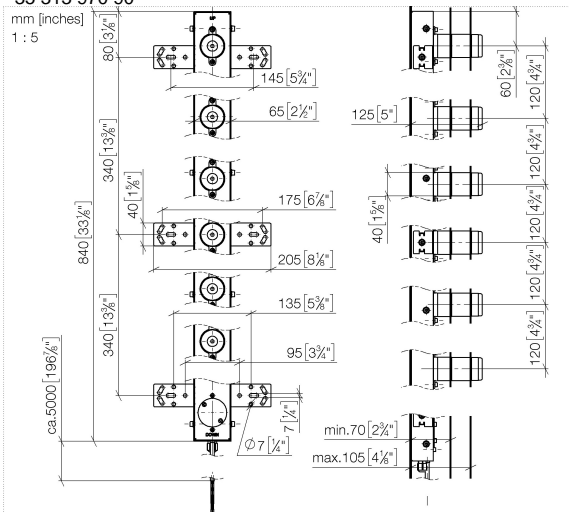 mm [inches]
1 : 5
80 [3⅛"]
340 [13⅜"]
840 [33⅛"]
40 [1⅝"]
340 [13⅜"]
ca.5000 [196⅞"]
UP
145 [5¾"]
65 [2½"]
175 [6⅞"]
205 [8⅛"]
135 [5⅜"]
95 [3¾"]
7 [¼"]
Ø7 [¼"]
DOWN
60 [2⅜"]
120 [4¾"]
125 [5"]
120 [4¾"]
40 [1⅝"]
120 [4¾"]
120 [4¾"]
120 [4¾"]
min.70 [2¾"]
max.105 [4⅛"]